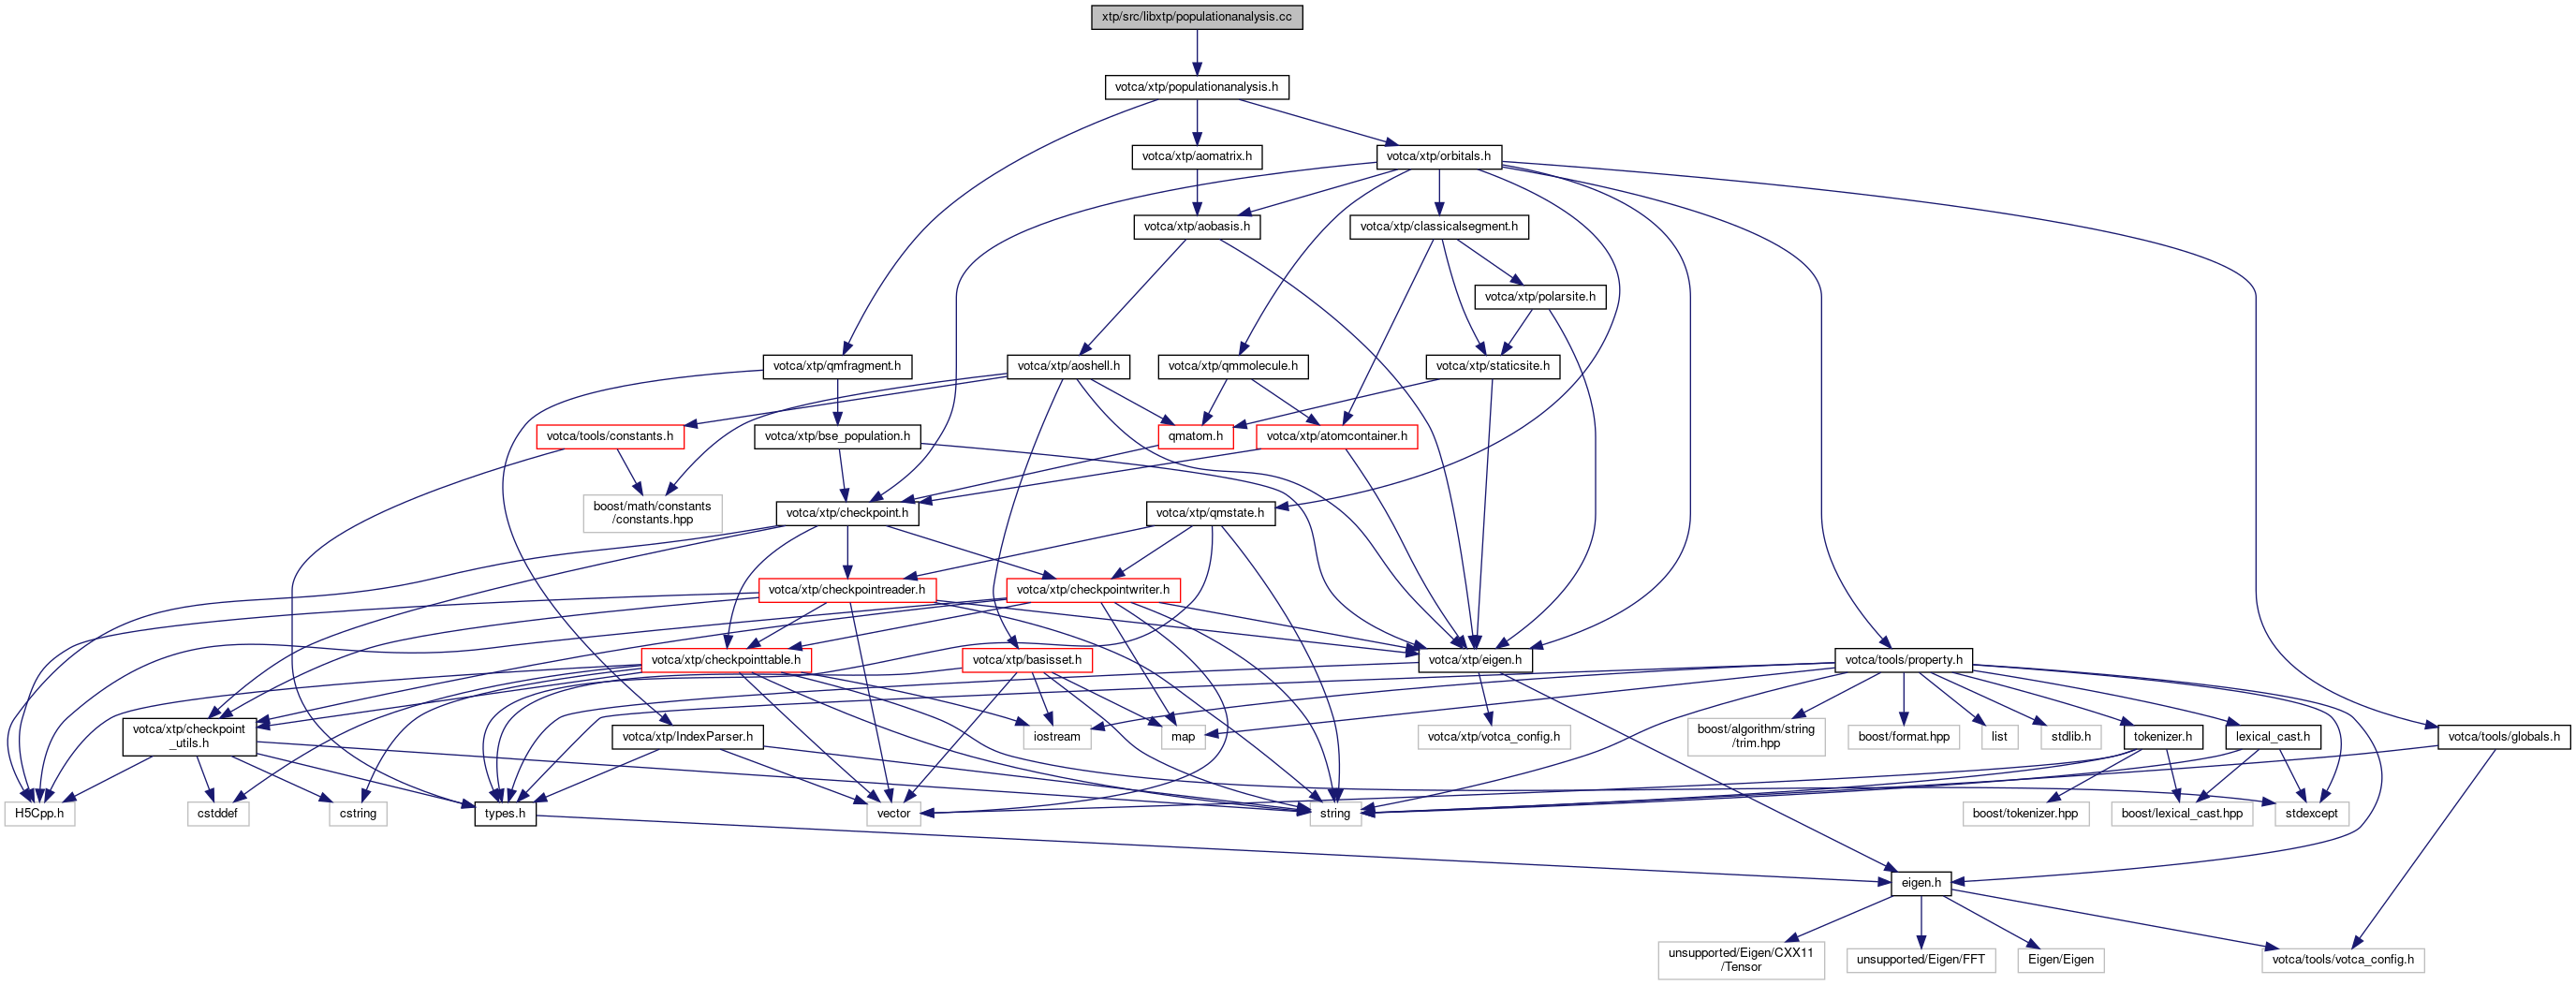 xtp/src/libxtp/populationanalysis.cc
votca/xtp/populationanalysis.h
votca/xtp/aomatrix.h
votca/xtp/orbitals.h
votca/xtp/aobasis.h
votca/xtp/classicalsegment.h
votca/xtp/polarsite.h
votca/xtp/qmfragment.h
votca/xtp/aoshell.h
votca/xtp/qmmolecule.h
votca/xtp/staticsite.h
votca/tools/constants.h
votca/xtp/bse_population.h
qmatom.h
votca/xtp/atomcontainer.h
boost/math/constants
/constants.hpp
votca/xtp/checkpoint.h
votca/xtp/qmstate.h
votca/xtp/checkpointreader.h
votca/xtp/checkpointwriter.h
votca/xtp/checkpointtable.h
votca/xtp/basisset.h
votca/xtp/eigen.h
votca/tools/property.h
votca/xtp/checkpoint
_utils.h
votca/xtp/IndexParser.h
iostream
map
votca/xtp/votca_config.h
boost/algorithm/string
/trim.hpp
boost/format.hpp
list
stdlib.h
tokenizer.h
lexical_cast.h
votca/tools/globals.h
H5Cpp.h
cstddef
cstring
types.h
vector
string
boost/tokenizer.hpp
boost/lexical_cast.hpp
stdexcept
eigen.h
unsupported/Eigen/CXX11
/Tensor
unsupported/Eigen/FFT
Eigen/Eigen
votca/tools/votca_config.h